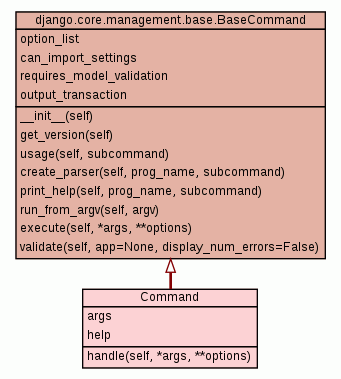 django.core.management.base.BaseCommand
option_list
can_import_settings
requires_model_validation
output_transaction
__init__(self)
get_version(self)
usage(self, subcommand)
create_parser(self, prog_name, subcommand)
print_help(self, prog_name, subcommand)
run_from_argv(self, argv)
execute(self, *args, **options)
validate(self, app=None, display_num_errors=False)
Command
args
help
handle(self, *args, **options)